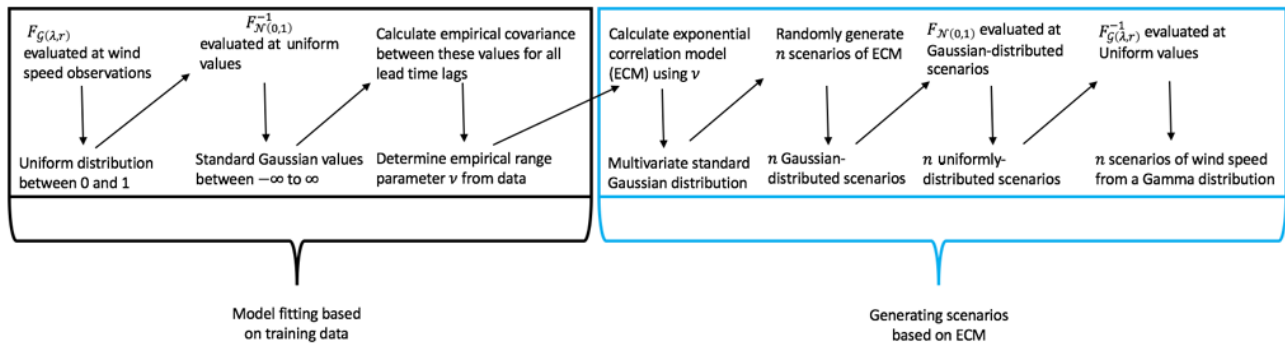 F_{𝒢(λ,r)}
evaluated at wind
speed observations
Uniform distribution
between 0 and 1
F^{-1}_{𝒩(0,1)}
evaluated at uniform
values
Standard Gaussian values
between −∞ to ∞
Calculate empirical covariance
between these values for all
lead time lags
Determine empirical range
parameter ν from data
Calculate exponential
correlation model
(ECM) using ν
Multivariate standard
Gaussian distribution
Randomly generate
n scenarios of ECM
n Gaussian-
distributed scenarios
F_{𝒩(0,1)} evaluated at
Gaussian-distributed
scenarios
n uniformly-
distributed scenarios
F^{-1}_{𝒢(λ,r)} evaluated at
Uniform values
n scenarios of wind speed
from a Gamma distribution
Model fitting based
on training data
Generating scenarios
based on ECM